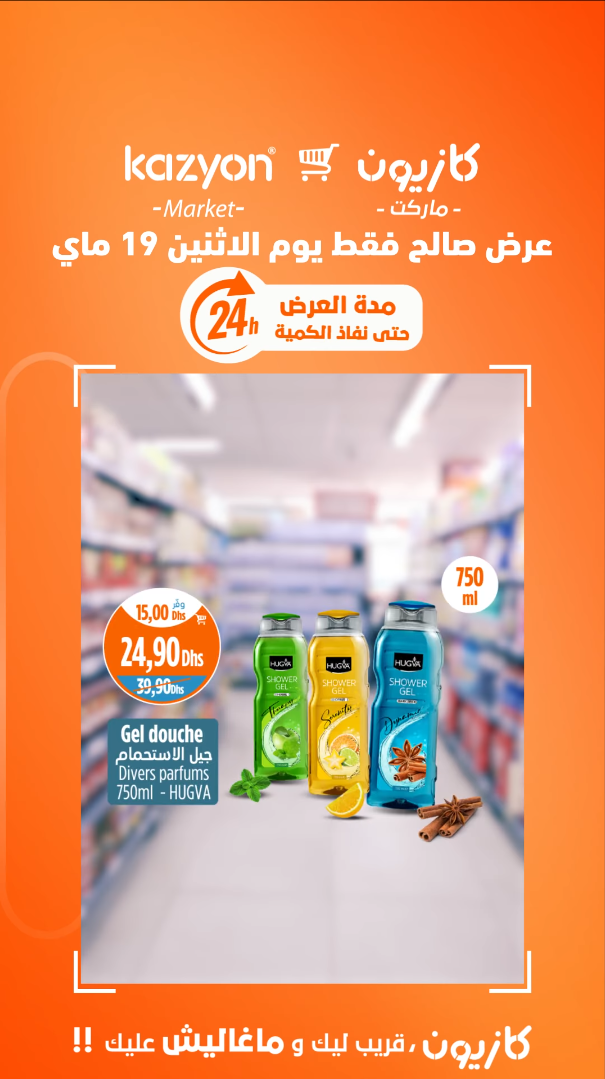 kazyon® كازيون
-Market- - ماركت -
عرض صالح فقط يوم الاثنين 19 ماي
24h
مدة العرض
حتى نفاذ الكمية
750
ml
وفّر
15,00 Dhs
24,90 Dhs
39,90 Dhs
Gel douche
جيل الاستحمام
Divers parfums
750ml - HUGVA
HUGVA
SHOWER
GEL
HUGVA
SHOWER
GEL
Serenitas
HUGVA
SHOWER
GEL
Dynamic
كازيون، قريب ليك و ماغاليش عليك !!